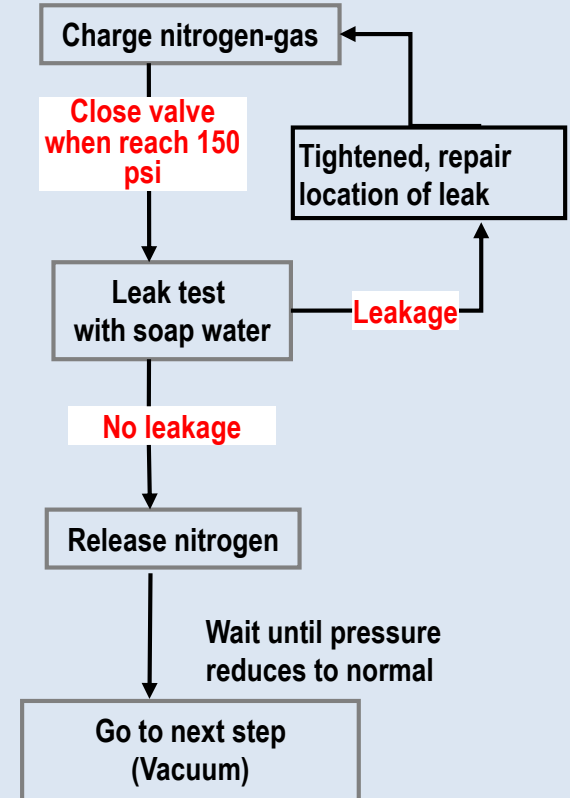 Charge nitrogen-gas
Close valve
when reach 150
psi
Tightened, repair
location of leak
Leak test
with soap water
Leakage
No leakage
Release nitrogen
Wait until pressure
reduces to normal
Go to next step
(Vacuum)